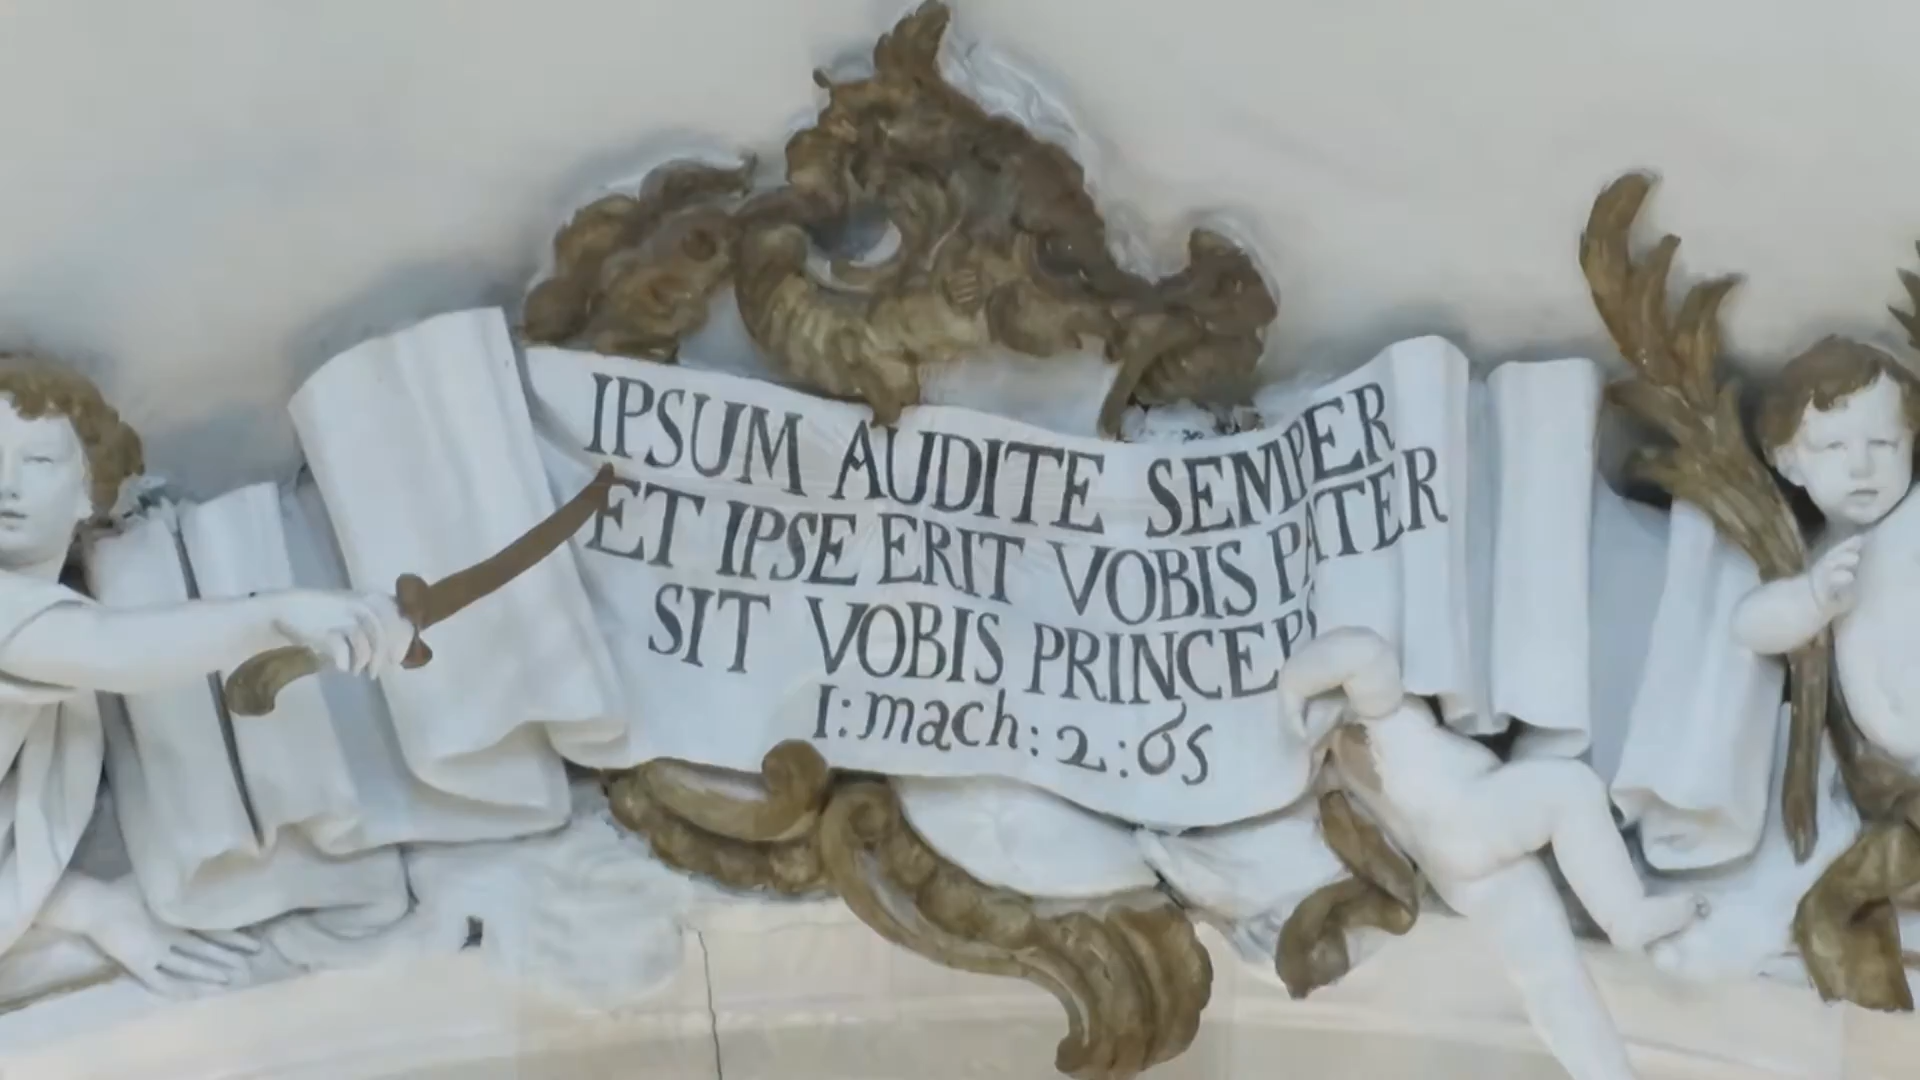 IPSUM AUDITE SEMPER
ET IPSE ERIT VOBIS PATER
SIT VOBIS PRINCEPS
I: mach: 2.:65